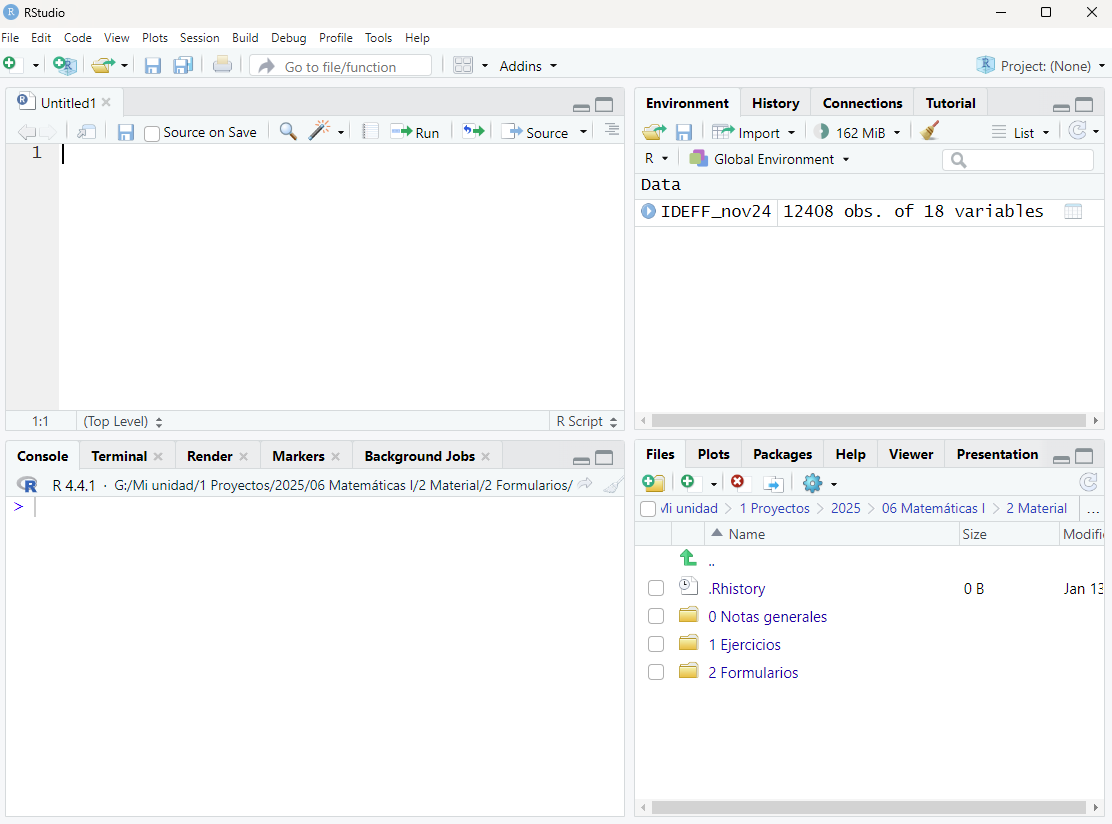 RStudio
File Edit Code View Plots Session Build Debug Profile Tools Help
Go to file/function Addins Project: (None)
Untitled1
Source on Save Run Source
1
1:1 (Top Level) R Script
Environment History Connections Tutorial
Import 162 MiB List
R Global Environment
Data
IDEFF_nov24 12408 obs. of 18 variables
Console Terminal Render Markers Background Jobs
R 4.4.1 · G:/Mi unidad/1 Proyectos/2025/06 Matemáticas I/2 Material/2 Formularios/
>
Files Plots Packages Help Viewer Presentation
Mi unidad > 1 Proyectos > 2025 > 06 Matemáticas I > 2 Material ...
Name Size Modifi
..
.Rhistory 0 B Jan 13
0 Notas generales
1 Ejercicios
2 Formularios